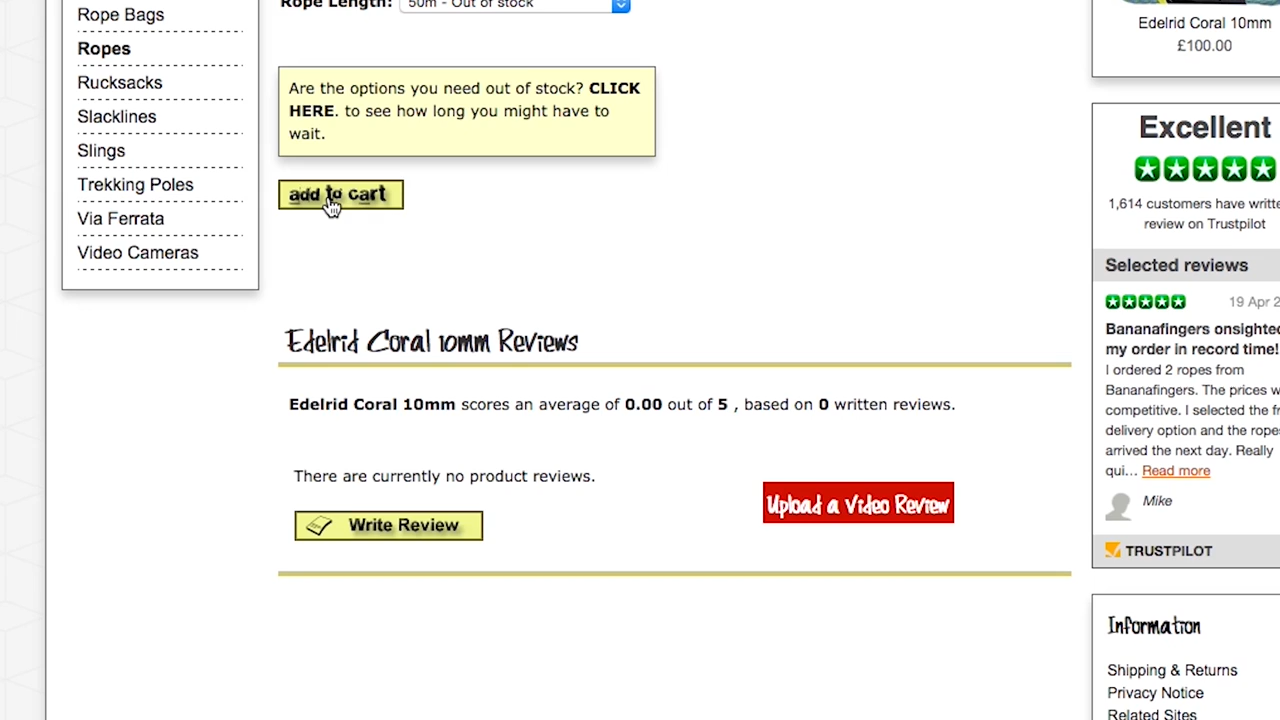 Rope Bags
Ropes
Rucksacks
Slacklines
Slings
Trekking Poles
Via Ferrata
Video Cameras
Rope Length: 50m - Out of stock
Are the options you need out of stock? CLICK
HERE. to see how long you might have to
wait.
add to cart
Edelrid Coral 10mm Reviews
Edelrid Coral 10mm scores an average of 0.00 out of 5 , based on 0 written reviews.
There are currently no product reviews.
Write Review
Upload a Video Review
Edelrid Coral 10mm
£100.00
Excellent
1,614 customers have writt
review on Trustpilot
Selected reviews
19 Apr 2
Bananafingers onsighted
my order in record time!
I ordered 2 ropes from
Bananafingers. The prices w
competitive. I selected the fr
delivery option and the ropes
arrived the next day. Really
qui... Read more
Mike
TRUSTPILOT
Information
Shipping & Returns
Privacy Notice
Related Sites